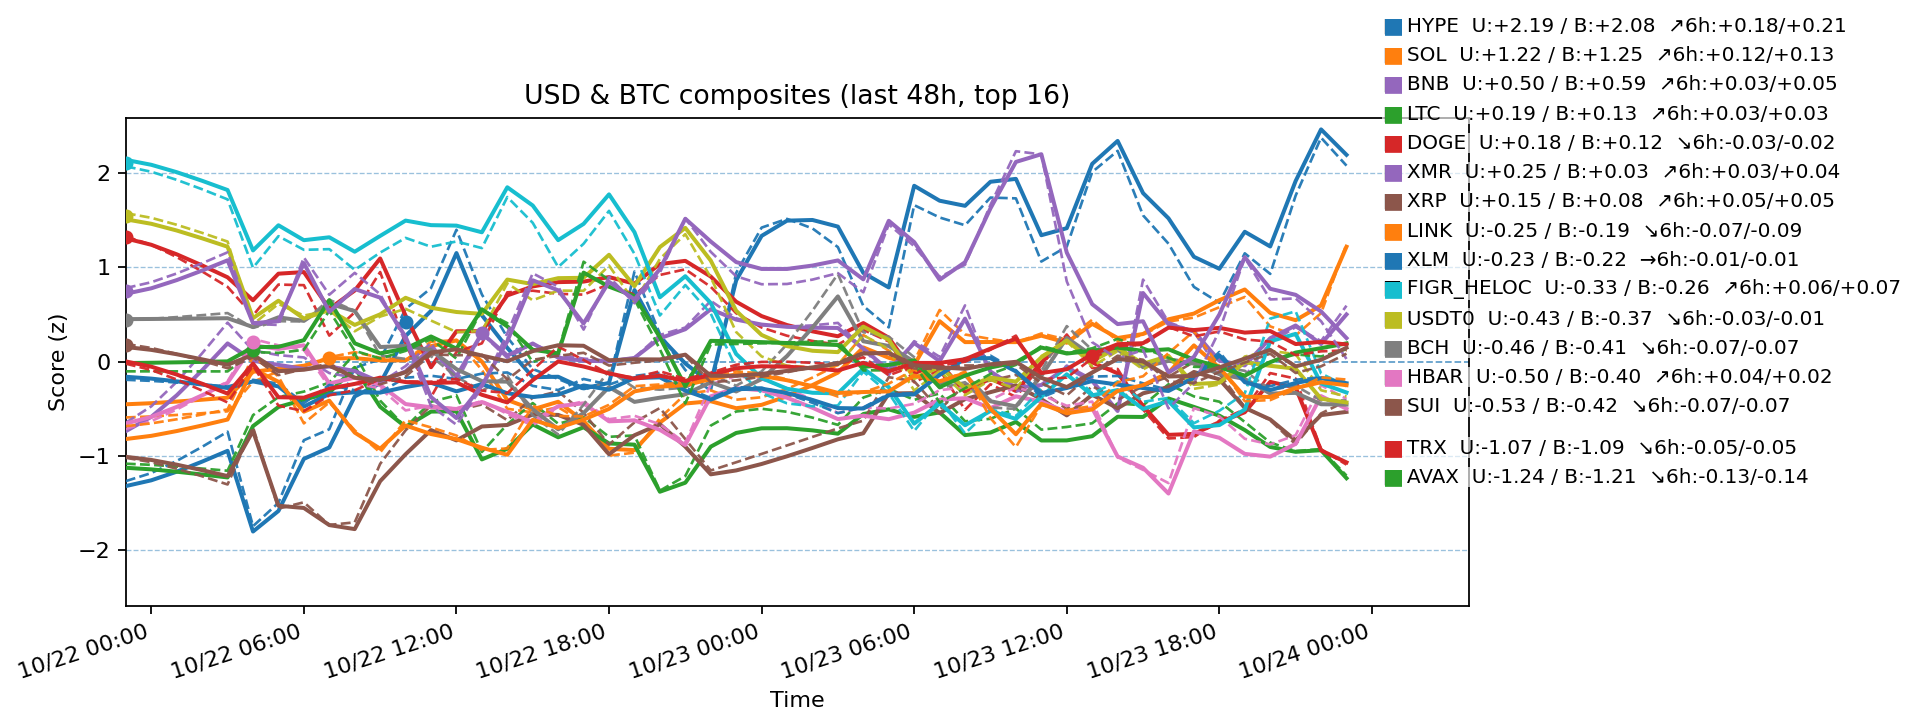 HYPE  U:+2.19 / B:+2.08  ↗6h:+0.18/+0.21
SOL  U:+1.22 / B:+1.25  ↗6h:+0.12/+0.13
BNB  U:+0.50 / B:+0.59  ↗6h:+0.03/+0.05
LTC  U:+0.19 / B:+0.13  ↗6h:+0.03/+0.03
DOGE  U:+0.18 / B:+0.12  ↘6h:-0.03/-0.02
XMR  U:+0.25 / B:+0.03  ↗6h:+0.03/+0.04
XRP  U:+0.15 / B:+0.08  ↗6h:+0.05/+0.05
LINK  U:-0.25 / B:-0.19  ↘6h:-0.07/-0.09
XLM  U:-0.23 / B:-0.22  →6h:-0.01/-0.01
FIGR_HELOC  U:-0.33 / B:-0.26  ↗6h:+0.06/+0.07
USDT0  U:-0.43 / B:-0.37  ↘6h:-0.03/-0.01
BCH  U:-0.46 / B:-0.41  ↘6h:-0.07/-0.07
HBAR  U:-0.50 / B:-0.40  ↗6h:+0.04/+0.02
SUI  U:-0.53 / B:-0.42  ↘6h:-0.07/-0.07
TRX  U:-1.07 / B:-1.09  ↘6h:-0.05/-0.05
AVAX  U:-1.24 / B:-1.21  ↘6h:-0.13/-0.14
USD & BTC composites (last 48h, top 16)
Score (z)
2
1
0
−1
−2
10/22 00:00
10/22 06:00
10/22 12:00
10/22 18:00
10/23 00:00
10/23 06:00
10/23 12:00
10/23 18:00
10/24 00:00
Time